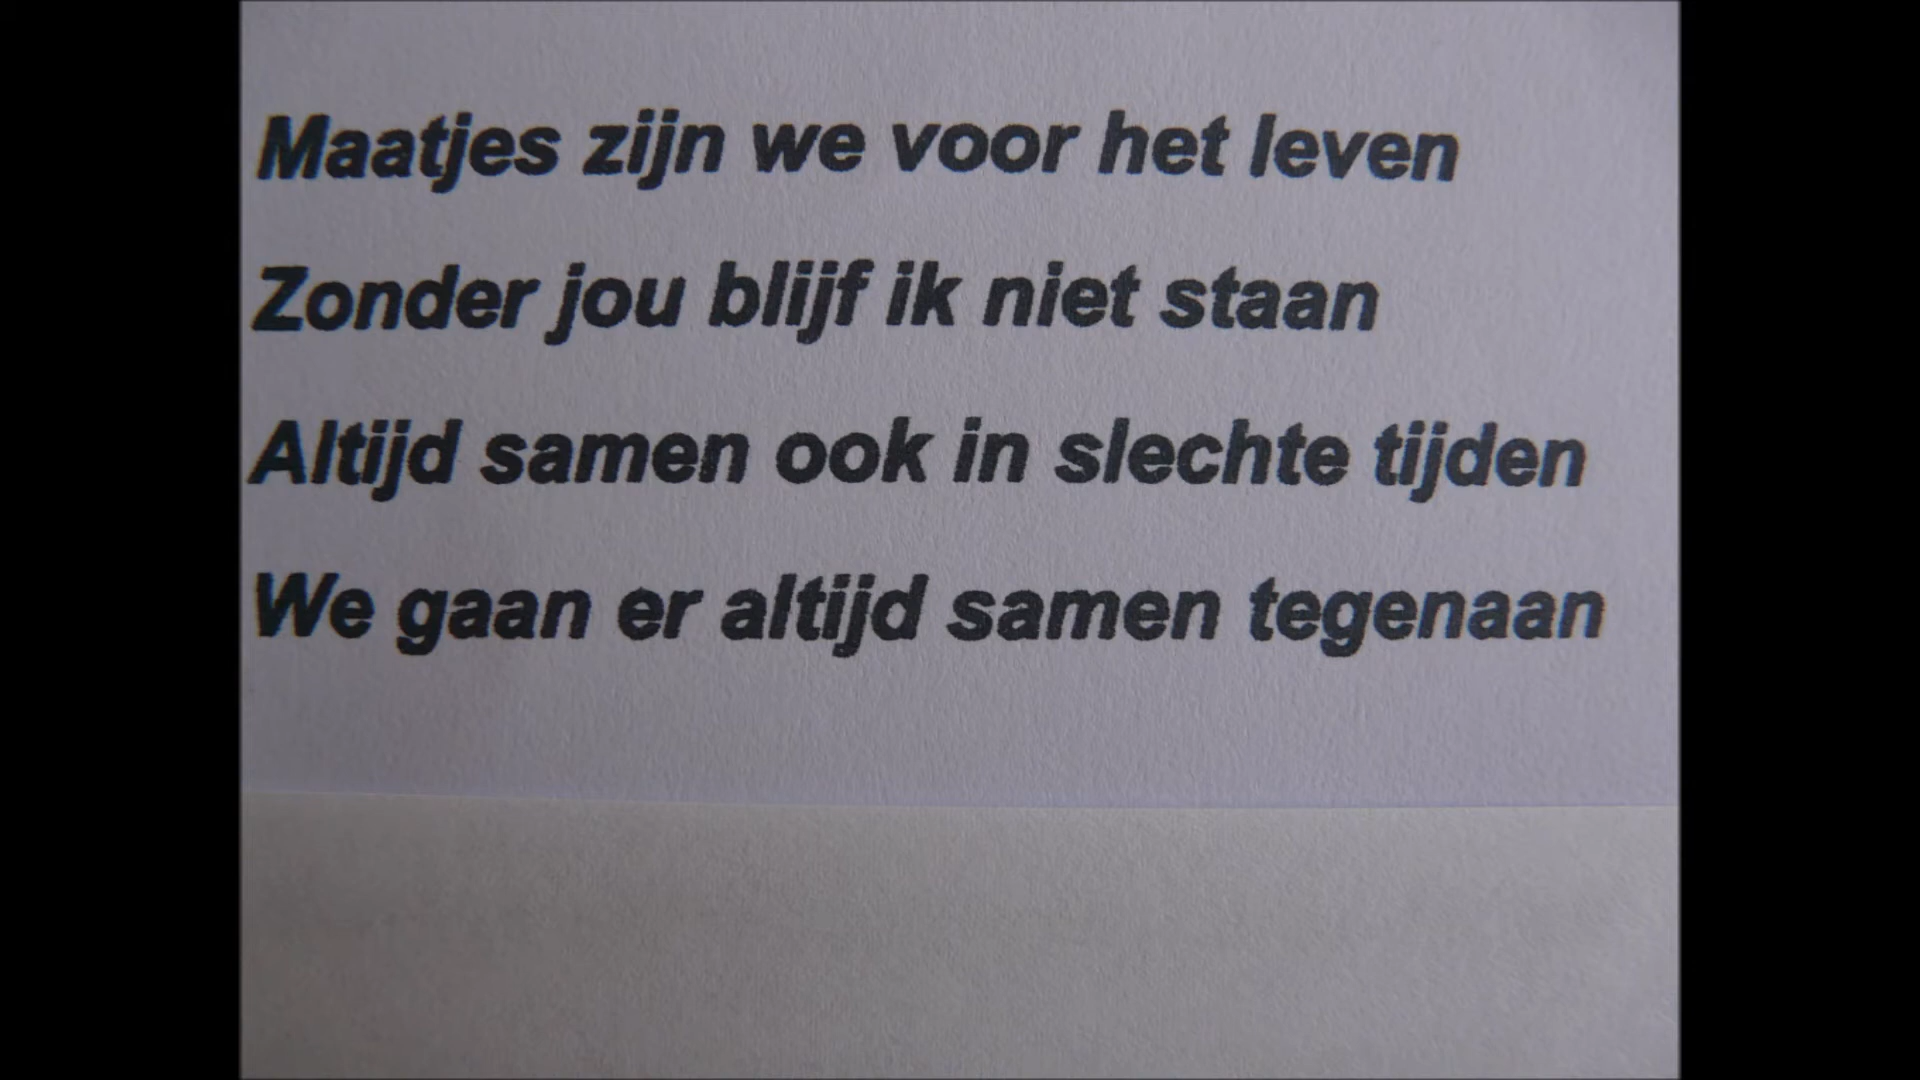 Maatjes zijn we voor het leven
Zonder jou blijf ik niet staan
Altijd samen ook in slechte tijden
We gaan er altijd samen tegenaan